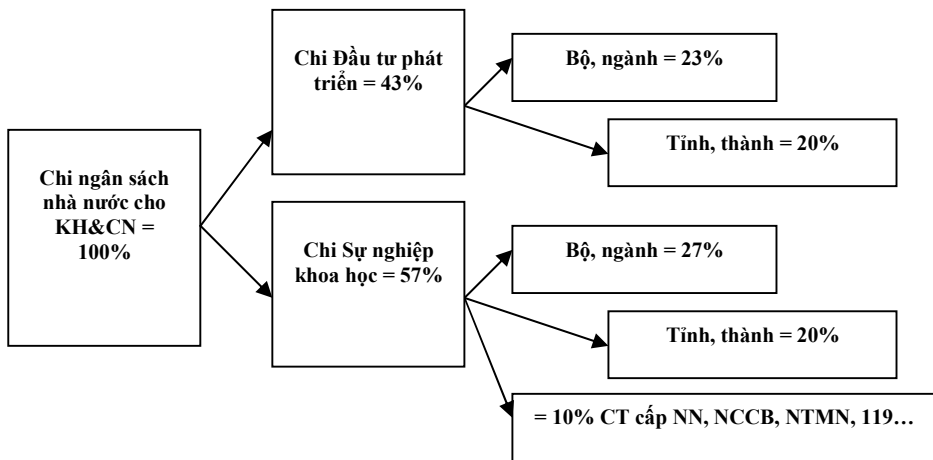 Chi ngân sách
nhà nước cho
KH&CN =
100%
Chi Đầu tư phát
triển = 43%
Bộ, ngành = 23%
Tỉnh, thành = 20%
Chi Sự nghiệp
khoa học = 57%
Bộ, ngành = 27%
Tỉnh, thành = 20%
= 10% CT cấp NN, NCCB, NTMN, 119…